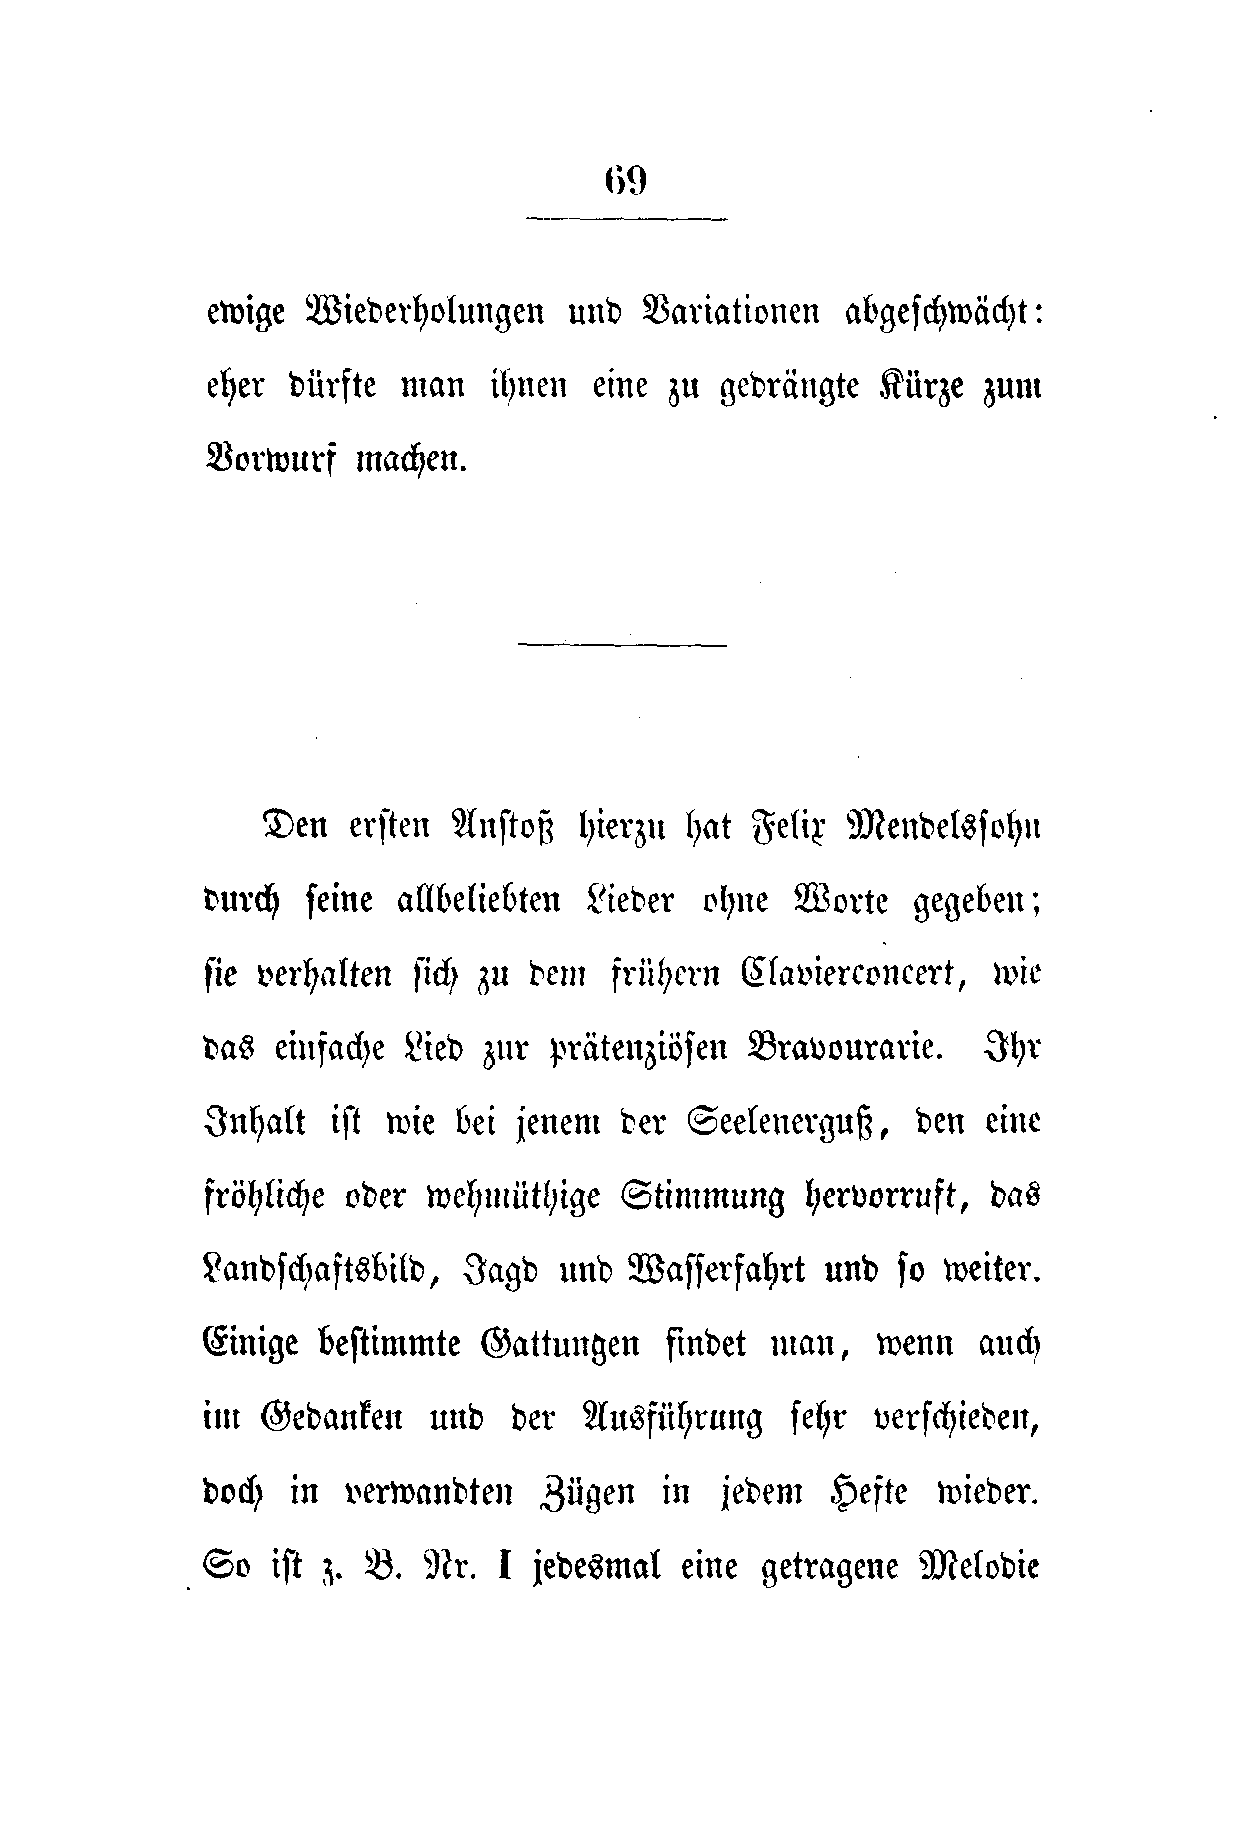 69
ewige Wiederholungen und Variationen abgeschwächt:
eher dürfte man ihnen eine zu gedrängte Kürze zum
Vorwurf machen.
Den ersten Anstoß hierzu hat Felix Mendelssohn
durch seine allbeliebten Lieder ohne Worte gegeben;
sie verhalten sich zu dem frühern Clavierconcert, wie
das einfache Lied zur prätenziösen Bravourarie. Ihr
Inhalt ist wie bei jenem der Seelenerguß, den eine
fröhliche oder wehmüthige Stimmung hervorruft, das
Landschaftsbild, Jagd und Wasserfahrt und so weiter.
Einige bestimmte Gattungen findet man, wenn auch
im Gedanken und der Ausführung sehr verschieden,
doch in verwandten Zügen in jedem Hefte wieder.
So ist z. B. Nr. I jedesmal eine getragene Melodie